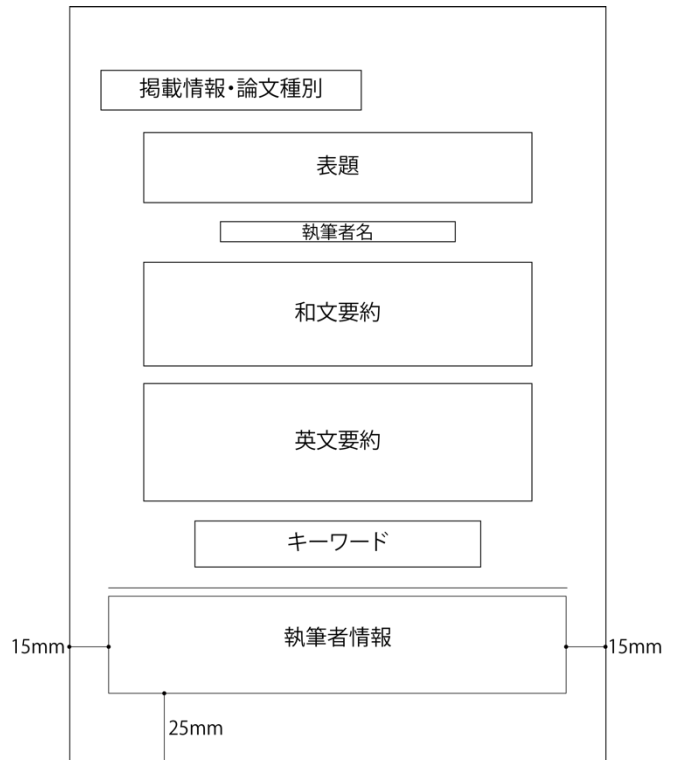 掲載情報・論文種別
表題
執筆者名
和文要約
英文要約
キーワード
執筆者情報
15mm
15mm
25mm